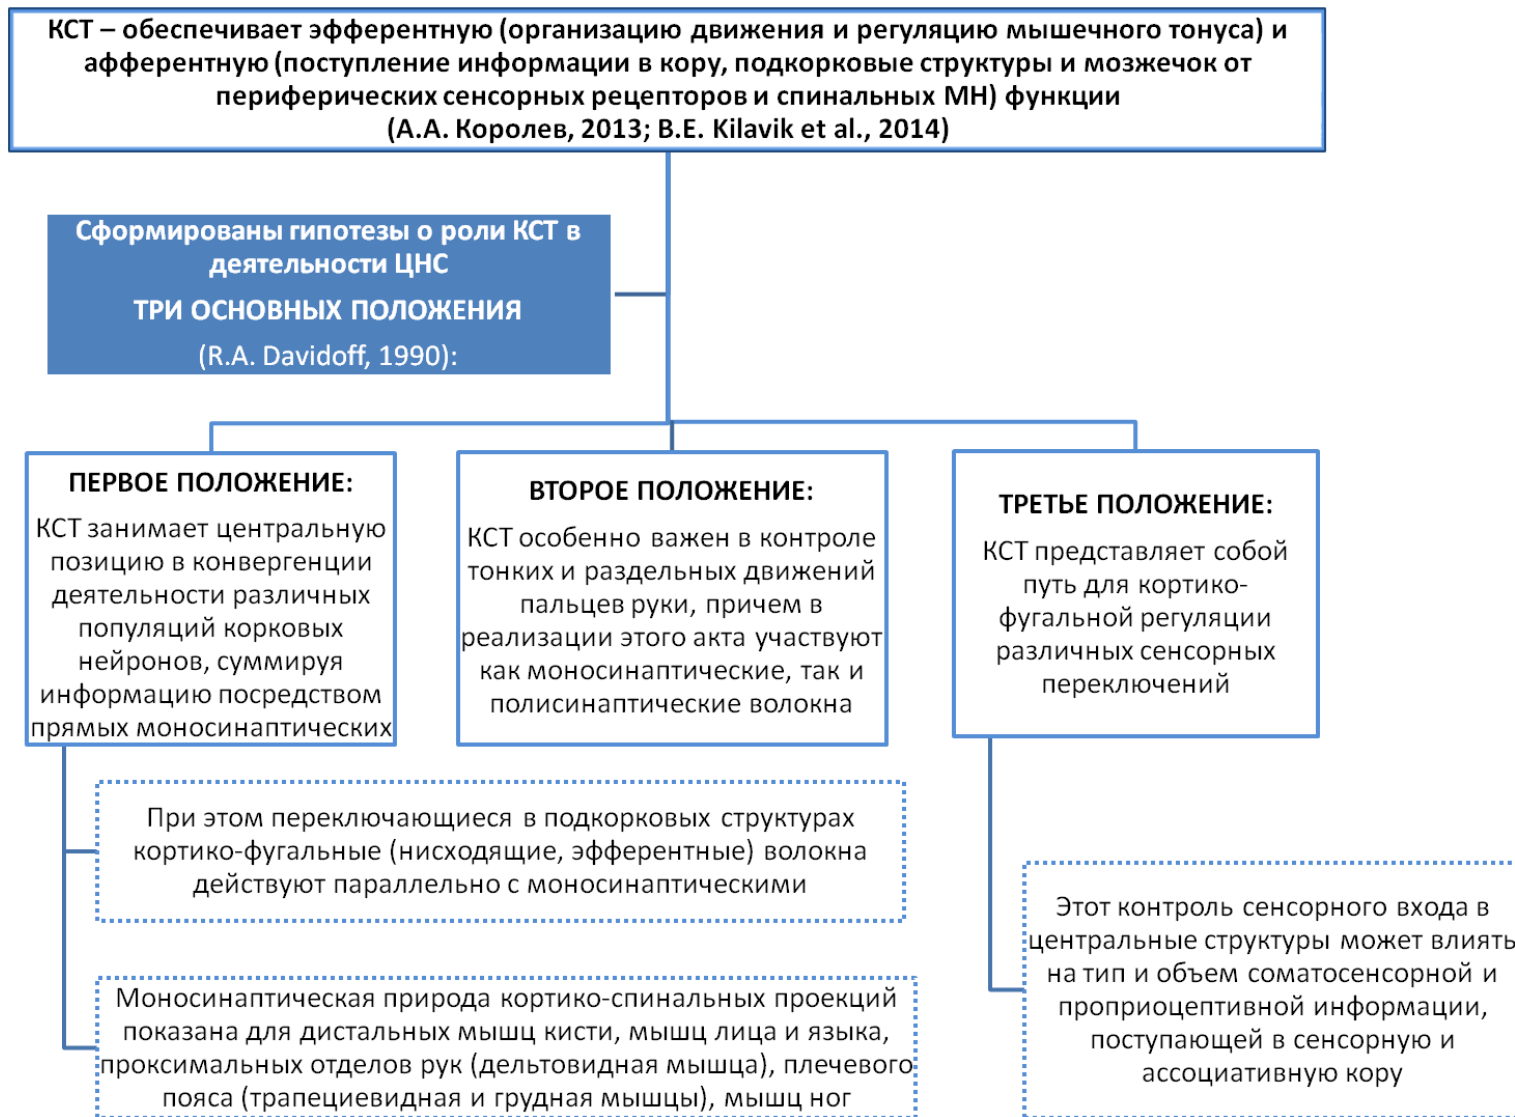 КСТ – обеспечивает эфферентную (организацию движения и регуляцию мышечного тонуса) и
афферентную (поступление информации в кору, подкорковые структуры и мозжечок от
периферических сенсорных рецепторов и спинальных МН) функции
(А.А. Королев, 2013; B.E. Kilavik et al., 2014)
Сформированы гипотезы о роли КСТ в
деятельности ЦНС
ТРИ ОСНОВНЫХ ПОЛОЖЕНИЯ
(R.A. Davidoff, 1990):
ПЕРВОЕ ПОЛОЖЕНИЕ:
КСТ занимает центральную
позицию в конвергенции
деятельности различных
популяций корковых
нейронов, суммируя
информацию посредством
прямых моносинаптических
ВТОРОЕ ПОЛОЖЕНИЕ:
КСТ особенно важен в контроле
тонких и раздельных движений
пальцев руки, причем в
реализации этого акта участвуют
как моносинаптические, так и
полисинаптические волокна
ТРЕТЬЕ ПОЛОЖЕНИЕ:
КСТ представляет собой
путь для кортико-
фугальной регуляции
различных сенсорных
переключений
При этом переключающиеся в подкорковых структурах
кортико-фугальные (нисходящие, эфферентные) волокна
действуют параллельно с моносинаптическими
Моносинаптическая природа кортико-спинальных проекций
показана для дистальных мышц кисти, мышц лица и языка,
проксимальных отделов рук (дельтовидная мышца), плечевого
пояса (трапециевидная и грудная мышцы), мышц ног
Этот контроль сенсорного входа в
центральные структуры может влиять
на тип и объем соматосенсорной и
проприоцептивной информации,
поступающей в сенсорную и
ассоциативную кору